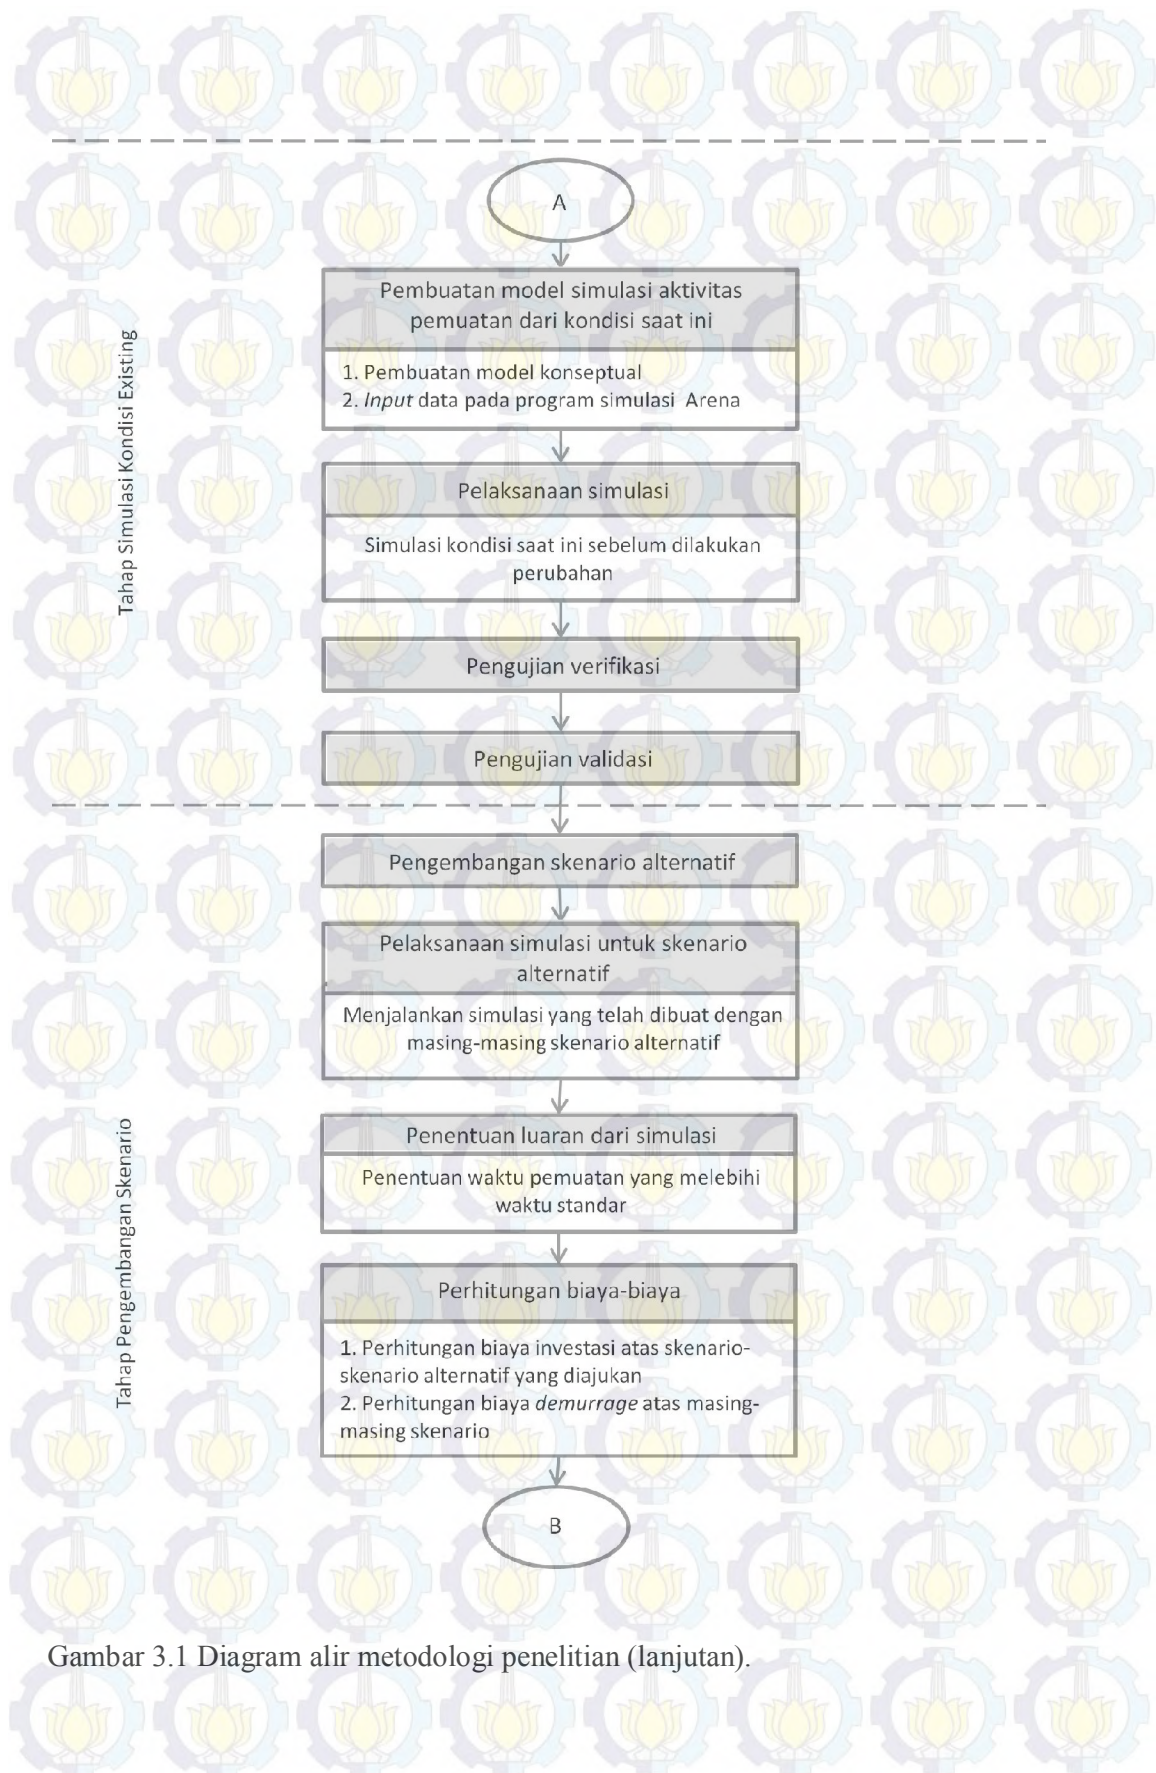 A
Pembuatan model simulasi aktivitas
pemuatan dari kondisi saat ini
1. Pembuatan model konseptual
2. Input data pada program simulasi Arena
Tahap Simulasi Kondisi Existing
Pelaksanaan simulasi
Simulasi kondisi saat ini sebelum dilakukan
perubahan
Pengujian verifikasi
Pengujian validasi
Pengembangan skenario alternatif
Pelaksanaan simulasi untuk skenario
alternatif
Menjalankan simulasi yang telah dibuat dengan
masing-masing skenario alternatif
Tahap Pengembangan Skenario
Penentuan luaran dari simulasi
Penentuan waktu pemuatan yang melebihi
waktu standar
Perhitungan biaya-biaya
1. Perhitungan biaya investasi atas skenario-
skenario alternatif yang diajukan
2. Perhitungan biaya demurrage atas masing-
masing skenario
B
Gambar 3.1 Diagram alir metodologi penelitian (lanjutan).